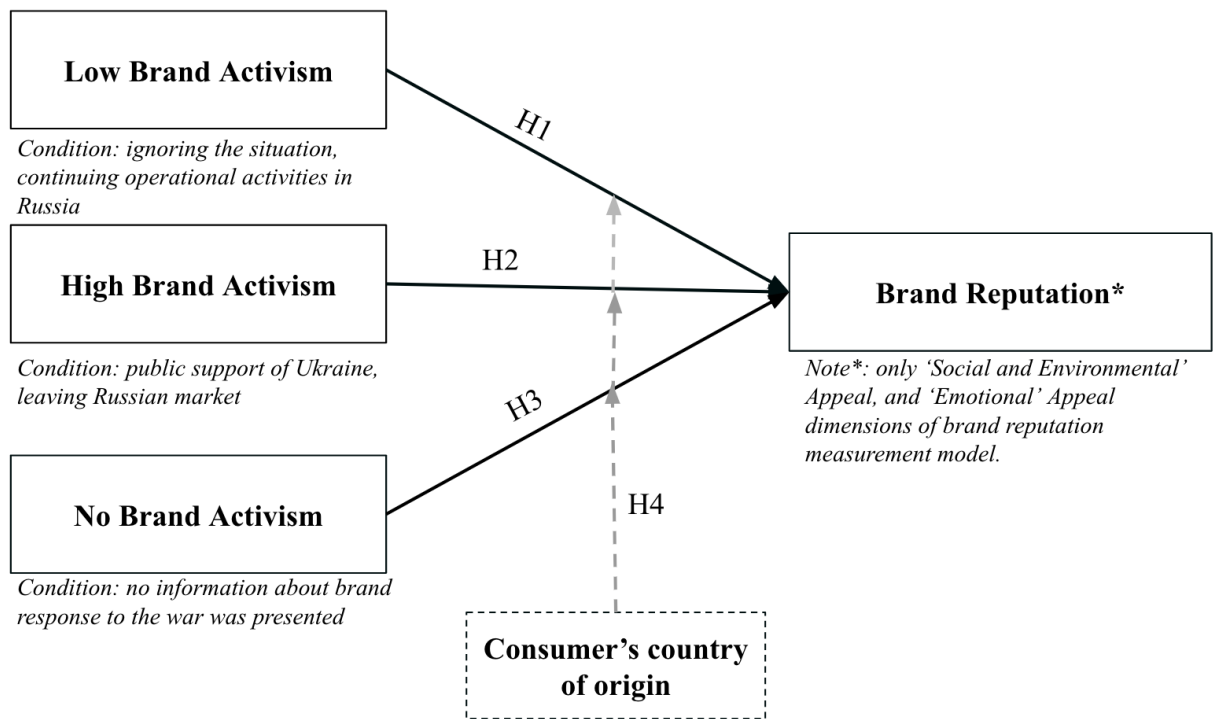 Low Brand Activism
Condition: ignoring the situation,
continuing operational activities in
Russia
H1
High Brand Activism
Condition: public support of Ukraine,
leaving Russian market
H2
No Brand Activism
Condition: no information about brand
response to the war was presented
H3
H4
Consumer’s country
of origin
Brand Reputation*
Note*: only ‘Social and Environmental’
Appeal, and ‘Emotional’ Appeal
dimensions of brand reputation
measurement model.